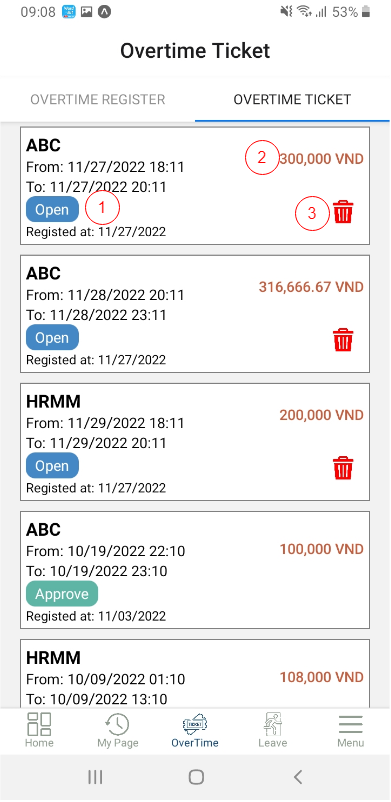 09:08 53%
Overtime Ticket
OVERTIME REGISTER OVERTIME TICKET
ABC
From: 11/27/2022 18:11 2 300,000 VND
To: 11/27/2022 20:11
Open 1 3
Registed at: 11/27/2022
ABC
From: 11/28/2022 20:11 316,666.67 VND
To: 11/28/2022 23:11
Open
Registed at: 11/27/2022
HRMM
From: 11/29/2022 18:11 200,000 VND
To: 11/29/2022 20:11
Open
Registed at: 11/27/2022
ABC
From: 10/19/2022 22:10 100,000 VND
To: 10/19/2022 23:10
Approve
Registed at: 11/03/2022
HRMM
From: 10/09/2022 01:10 108,000 VND
To: 10/09/2022 13:10
TICKET
Home My Page OverTime Leave Menu